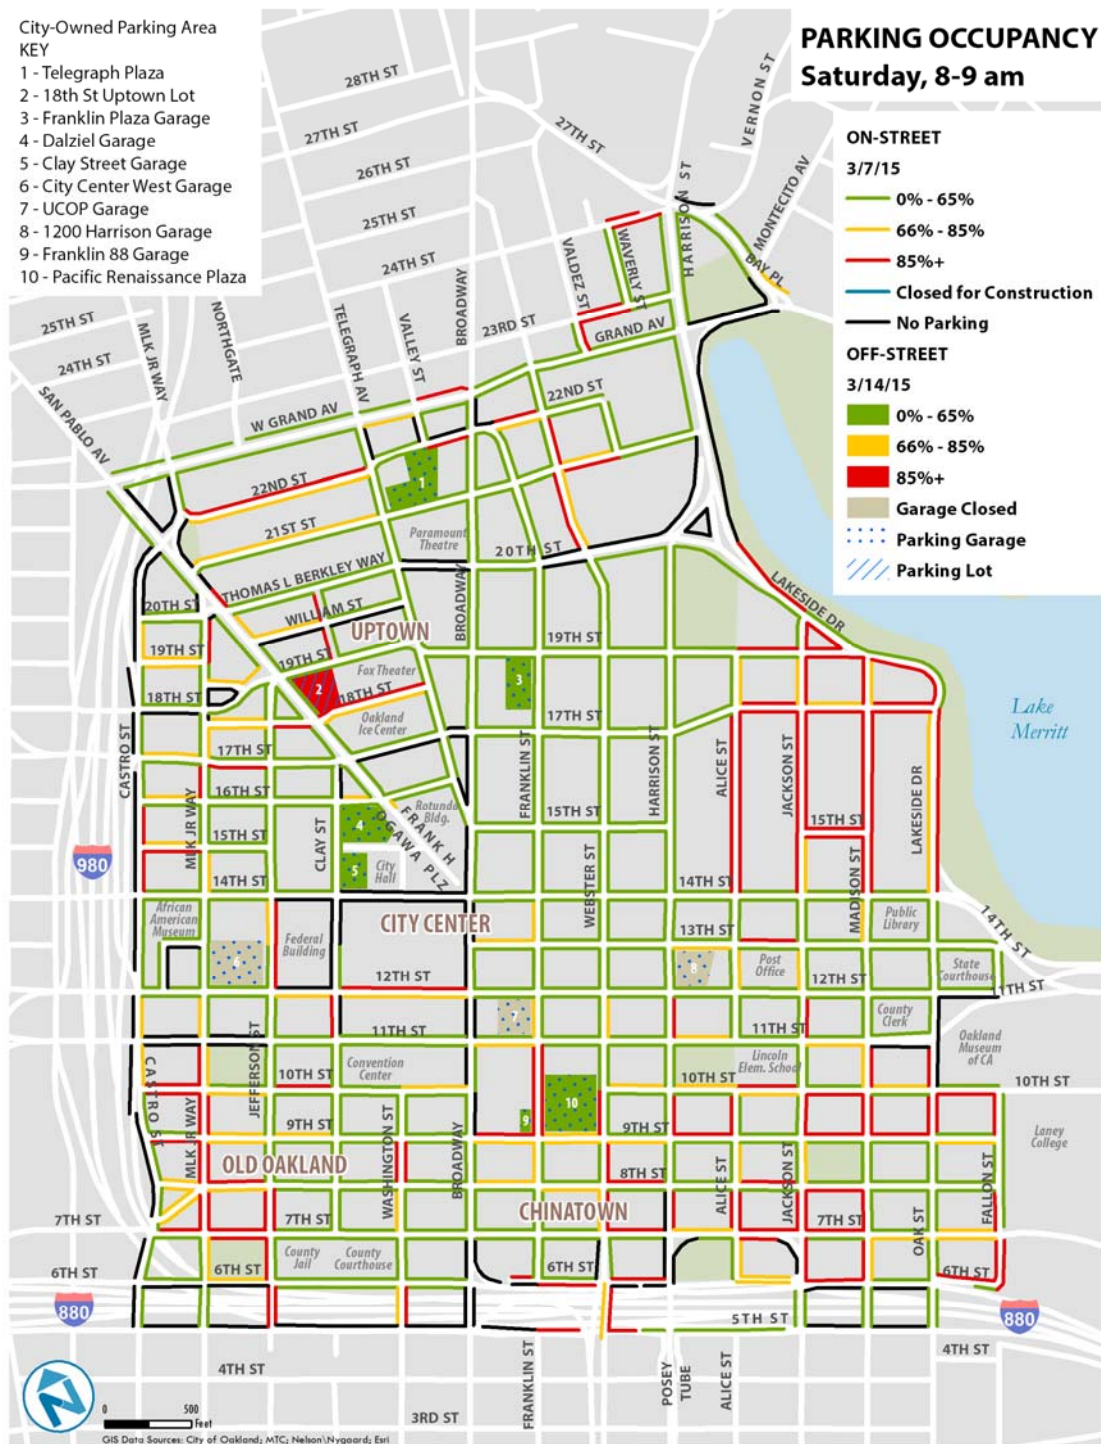 City-Owned Parking Area
KEY
1 - Telegraph Plaza
2 - 18th St Uptown Lot
3 - Franklin Plaza Garage
4 - Dalziel Garage
5 - Clay Street Garage
6 - City Center West Garage
7 - UCOP Garage
8 - 1200 Harrison Garage
9 - Franklin 88 Garage
10 - Pacific Renaissance Plaza
PARKING OCCUPANCY
Saturday, 8-9 am
ON-STREET
3/7/15
0% - 65%
66% - 85%
85%+
Closed for Construction
No Parking
OFF-STREET
3/14/15
0% - 65%
66% - 85%
85%+
Garage Closed
Parking Garage
Parking Lot
28TH ST
27TH ST
27TH ST
26TH ST
25TH ST
24TH ST
23RD ST
VERNON ST
HARRISON ST
MONTECITO AV
BAY PL
WAVERLY ST
VALDEZ ST
BROADWAY
VALLEY ST
TELEGRAPH AV
NORTHGATE
MLK JR WAY
25TH ST
24TH ST
SAN PABLO AV
GRAND AV
W GRAND AV
22ND ST
22ND ST
21ST ST
1
Paramount
Theatre
20TH ST
THOMAS L BERKLEY WAY
WILLIAM ST
20TH ST
UPTOWN
BROADWAY
LAKESIDE DR
19TH ST
19TH ST
19TH ST
Fox Theater
18TH ST
18TH ST
2
3
Oakland
Ice Center
17TH ST
17TH ST
Lake
Merritt
CASTRO ST
MLK JR WAY
16TH ST
15TH ST
14TH ST
CLAY ST
4
5
City
Hall
FRANK H
OGAWA PLZ
Rotunda
Bldg.
FRANKLIN ST
15TH ST
HARRISON ST
ALICE ST
JACKSON ST
15TH ST
LAKESIDE DR
WEBSTER ST
14TH ST
MADISON ST
980
African
American
Museum
6
Federal
Building
CITY CENTER
12TH ST
13TH ST
8
Post
Office
12TH ST
Public
Library
14TH ST
State
Courthouse
11TH ST
7
11TH ST
11TH ST
County
Clerk
Oakland
Museum
of CA
JEFFERSON ST
CASTRO ST
10TH ST
Convention
Center
10TH ST
Lincoln
Elem. School
10TH ST
MLK JR WAY
9TH ST
9
10
9TH ST
Laney
College
OLD OAKLAND
WASHINGTON ST
BROADWAY
8TH ST
ALICE ST
JACKSON ST
FALLON ST
7TH ST
7TH ST
CHINATOWN
7TH ST
OAK ST
6TH ST
6TH ST
County
Jail
County
Courthouse
6TH ST
6TH ST
880
5TH ST
880
4TH ST
FRANKLIN ST
POSEY
TUBE
ALICE ST
4TH ST
3RD ST
Z
0
500
Feet
GIS Data Sources: City of Oakland; MTC; Nelson\Nygaard; Esri